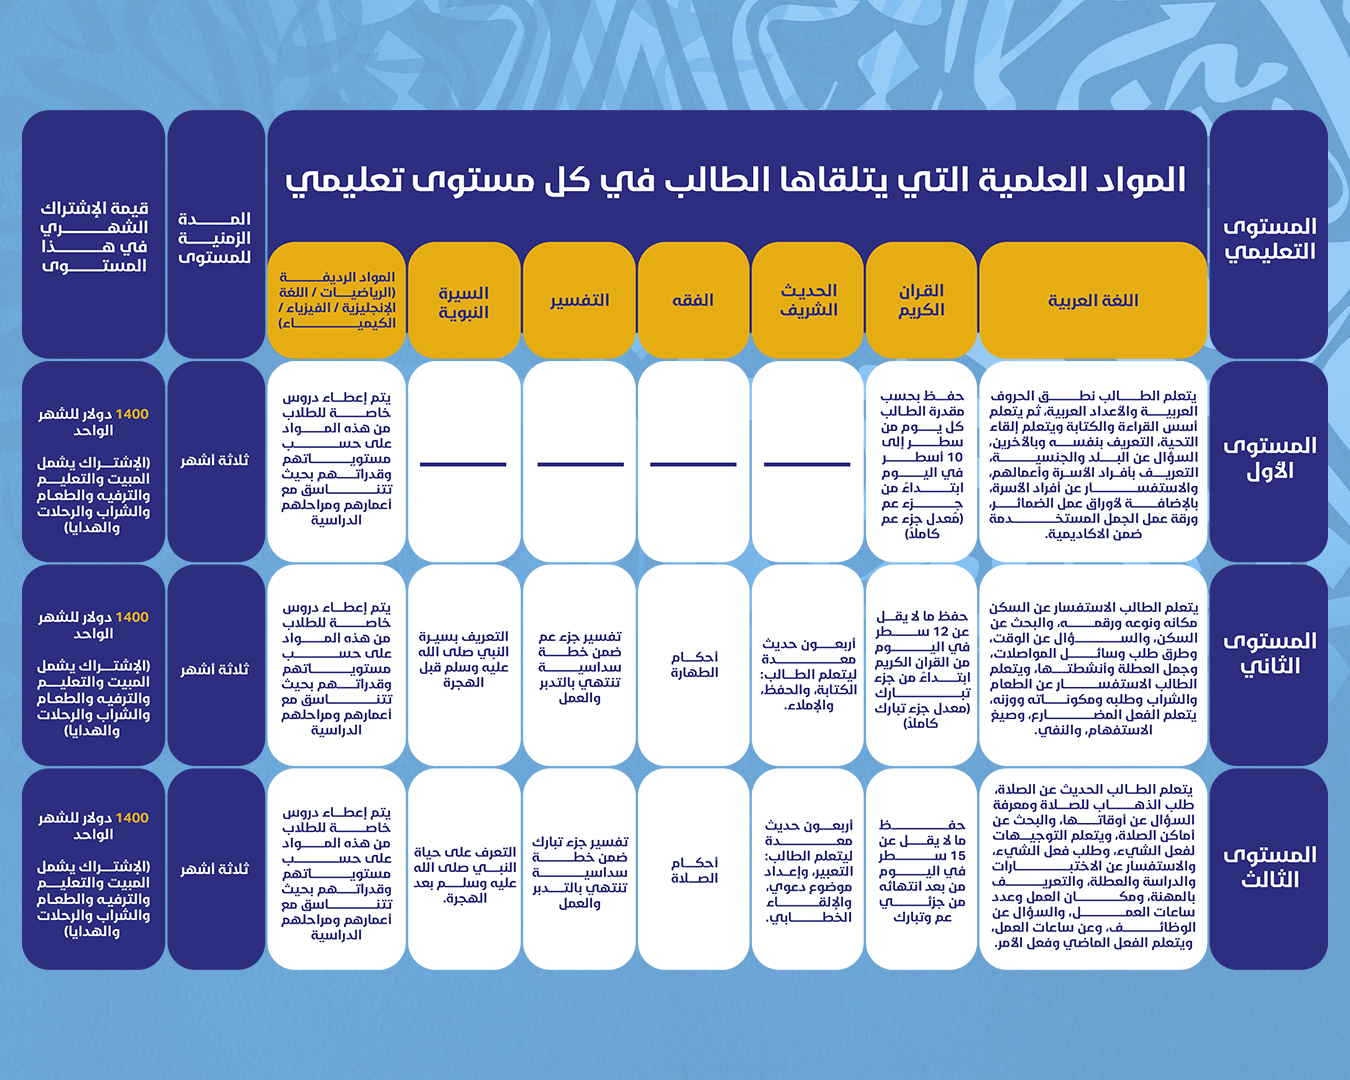 المستوى
التعليمي
المواد العلمية التي يتلقاها الطالب في كل مستوى تعليمي
المدة
الزمنية
للمستوى
قيمة الإشتراك
الشهري
في هذا
المستوى
اللغة العربية
القران
الكريم
الحديث
الشريف
الفقه
التفسير
السيرة
النبوية
المواد الرديفة
(الرياضيات / اللغة
الإنجليزية / الفيزياء /
الكيمياء)
المستوى
الأول
يتعلم الطالب نطق الحروف
العربية والأعداد العربية، ثم يتعلم
أسس القراءة والكتابة ويتعلم إلقاء
التحية، التعريف بنفسه وبالآخرين،
السؤال عن البلد والجنسية،
التعريف بأفراد الأسرة وأعمالهم،
والاستفسار عن أفراد الأسرة،
بالإضافة لأوراق عمل الضمائر،
ورقة عمل الجمل المستخدمة
ضمن الاكاديمية.
حفظ بحسب
مقدرة الطالب
كل يوم من
سطر إلى
10 أسطر
في اليوم
ابتداءً من
جزء عم
(مُعدل جزء عم
كاملاً)
يتم إعطاء دروس
خاصة للطلاب
من هذه المواد
على حسب
مستوياتهم
وقدراتهم بحيث
تتناسق مع
أعمارهم ومراحلهم
الدراسية
ثلاثة أشهر
1400 دولار للشهر
الواحد
(الإشتراك يشمل
المبيت والتعليم
والترفيه والطعام
والشراب والرحلات
والهدايا)
المستوى
الثاني
يتعلم الطالب الاستفسار عن السكن
مكانه ونوعه ورقمه، والبحث عن
السكن، والسؤال عن الوقت،
وطرق طلب وسائل المواصلات،
وجمل العطلة وأنشطتها، ويتعلم
الطالب الاستفسار عن الطعام
والشراب وطلبه ومكوناته ووزنه،
يتعلم الفعل المضارع، وصيغ
الاستفهام، والنفي.
حفظ ما لا يقل
عن 12 سطر
في اليوم
من القران الكريم
ابتداءً من جزء
تبارك
(معدل جزء تبارك
كاملاً)
أربعون حديث
معدة
ليتعلم الطالب:
الكتابة، والحفظ،
والإملاء.
أحكام
الطهارة
تفسير جزء عم
ضمن خطة
سداسية
تنتهي بالتدبر
والعمل
التعريف بسيرة
النبي صلى الله
عليه وسلم قبل
الهجرة
يتم إعطاء دروس
خاصة للطلاب
من هذه المواد
على حسب
مستوياتهم
وقدراتهم بحيث
تتناسق مع
أعمارهم ومراحلهم
الدراسية
ثلاثة أشهر
1400 دولار للشهر
الواحد
(الإشتراك يشمل
المبيت والتعليم
والترفيه والطعام
والشراب والرحلات
والهدايا)
المستوى
الثالث
يتعلم الطالب الحديث عن الصلاة،
طلب الذهاب للصلاة ومعرفة
السؤال عن أوقاتها، والبحث عن
أماكن الصلاة، ويتعلم التوجيهات
لفعل الشيء، وطلب فعل الشيء،
والاستفسار عن الاختبارات
والدراسة والعطلة، والتعريف
بالمهنة، ومكان العمل وعدد
ساعات العمل، والسؤال عن
الوظائف، وعن ساعات العمل،
ويتعلم الفعل الماضي وفعل الأمر.
حفظ
ما لا يقل عن
15 سطر
في اليوم
من بعد انتهائه
من جزئي
عم وتبارك
أربعون حديث
معدة
ليتعلم الطالب:
التعبير، وإعداد
موضوع دعوي،
والإلقاء
الخطابي.
أحكام
الصلاة
تفسير جزء تبارك
ضمن خطة
سداسية
تنتهي بالتدبر
والعمل
التعرف على حياة
النبي صلى الله
عليه وسلم بعد
الهجرة.
يتم إعطاء دروس
خاصة للطلاب
من هذه المواد
على حسب
مستوياتهم
وقدراتهم بحيث
تتناسق مع
أعمارهم ومراحلهم
الدراسية
ثلاثة أشهر
1400 دولار للشهر
الواحد
(الإشتراك يشمل
المبيت والتعليم
والترفيه والطعام
والشراب والرحلات
والهدايا)